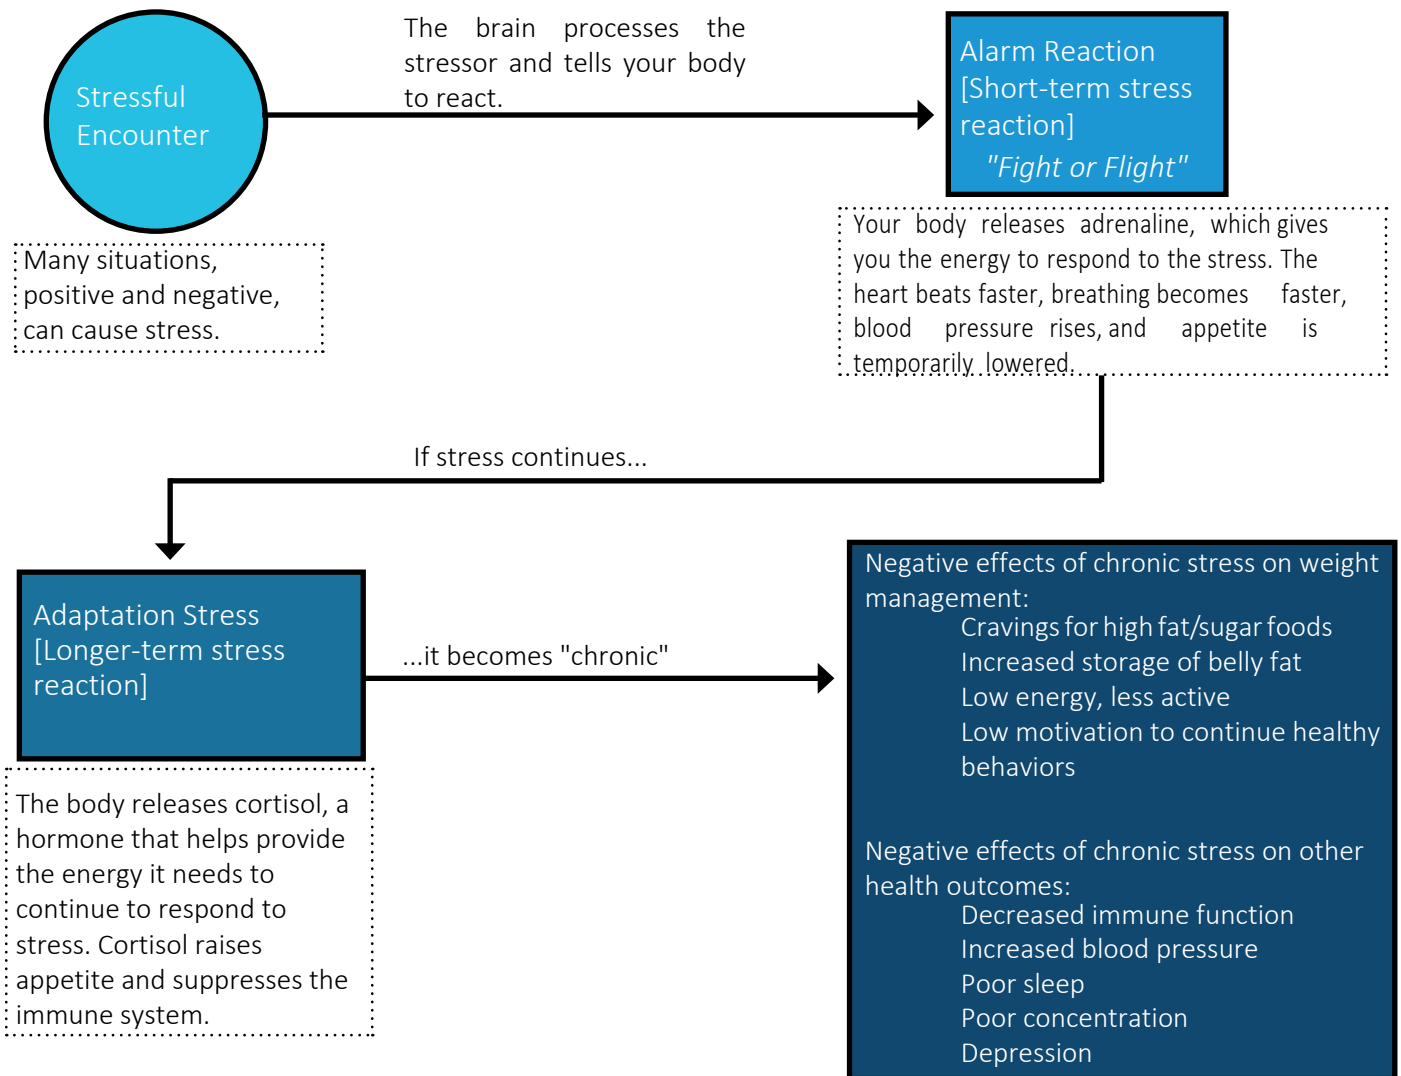 Stressful
Encounter
The brain processes the
stressor and tells your body
to react.
Alarm Reaction
[Short-term stress
reaction]
"Fight or Flight"
Many situations,
positive and negative,
can cause stress.
Your body releases adrenaline, which gives
you the energy to respond to the stress. The
heart beats faster, breathing becomes faster,
blood pressure rises, and appetite is
temporarily lowered.
If stress continues...
Adaptation Stress
[Longer-term stress
reaction]
...it becomes "chronic"
The body releases cortisol, a
hormone that helps provide
the energy it needs to
continue to respond to
stress. Cortisol raises
appetite and suppresses the
immune system.
Negative effects of chronic stress on weight
management:
Cravings for high fat/sugar foods
Increased storage of belly fat
Low energy, less active
Low motivation to continue healthy
behaviors
Negative effects of chronic stress on other
health outcomes:
Decreased immune function
Increased blood pressure
Poor sleep
Poor concentration
Depression